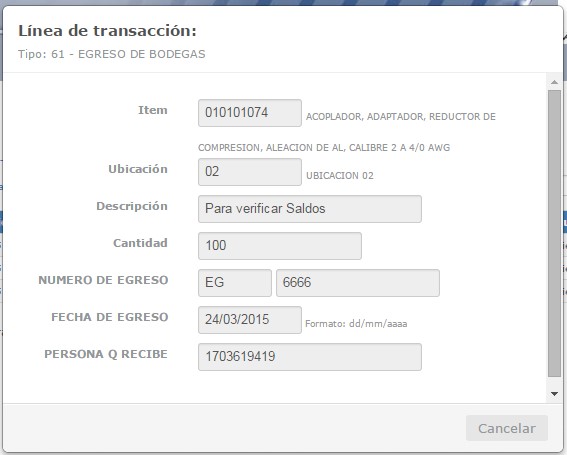 Línea de transacción:
Tipo: 61 - EGRESO DE BODEGAS
Item 010101074 ACOPLADOR, ADAPTADOR, REDUCTOR DE
COMPRESION, ALEACION DE AL, CALIBRE 2 A 4/0 AWG
Ubicación 02 UBICACION 02
Descripción Para verificar Saldos
Cantidad 100
NUMERO DE EGRESO EG 6666
FECHA DE EGRESO 24/03/2015 Formato: dd/mm/aaaa
PERSONA Q RECIBE 1703619419
Cancelar